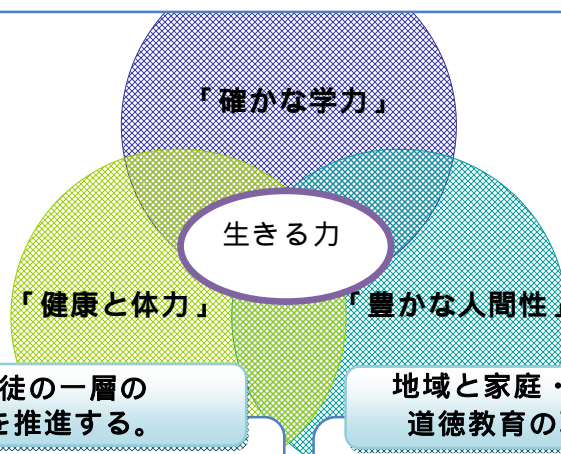 「確かな学力」
生きる力
「健康と体力」
「豊かな人間性」
徒の一層の
を推進する。
地域と家庭・
道徳教育の